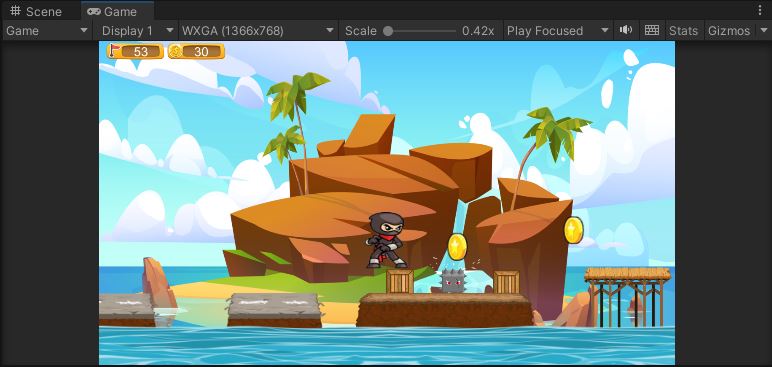 Scene Game
Game Display 1 WXGA (1366x768) Scale 0.42x Play Focused Stats Gizmos
53 30